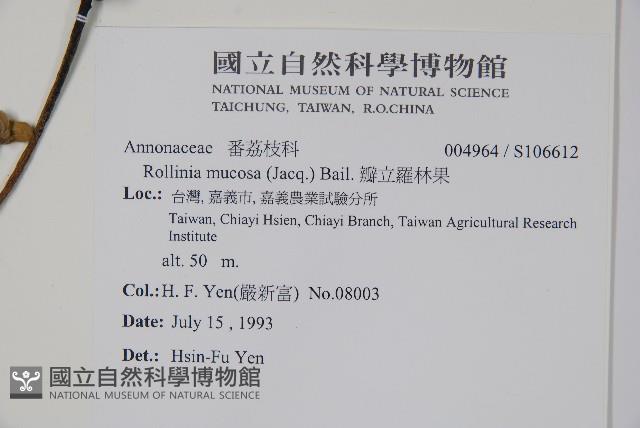 國立自然科學博物館
NATIONAL MUSEUM OF NATURAL SCIENCE
TAICHUNG, TAIWAN, R.O.CHINA
Annonaceae 番荔枝科 004964 / S106612
Rollinia mucosa (Jacq.) Bail. 瓣立羅林果
Loc.: 台灣, 嘉義市, 嘉義農業試驗分所
Taiwan, Chiayi Hsien, Chiayi Branch, Taiwan Agricultural Research
Institute
alt. 50 m.
Col.: H. F. Yen(嚴新富) No.08003
Date: July 15 , 1993
Det.: Hsin-Fu Yen
國立自然科學博物館
NATIONAL MUSEUM OF NATURAL SCIENCE